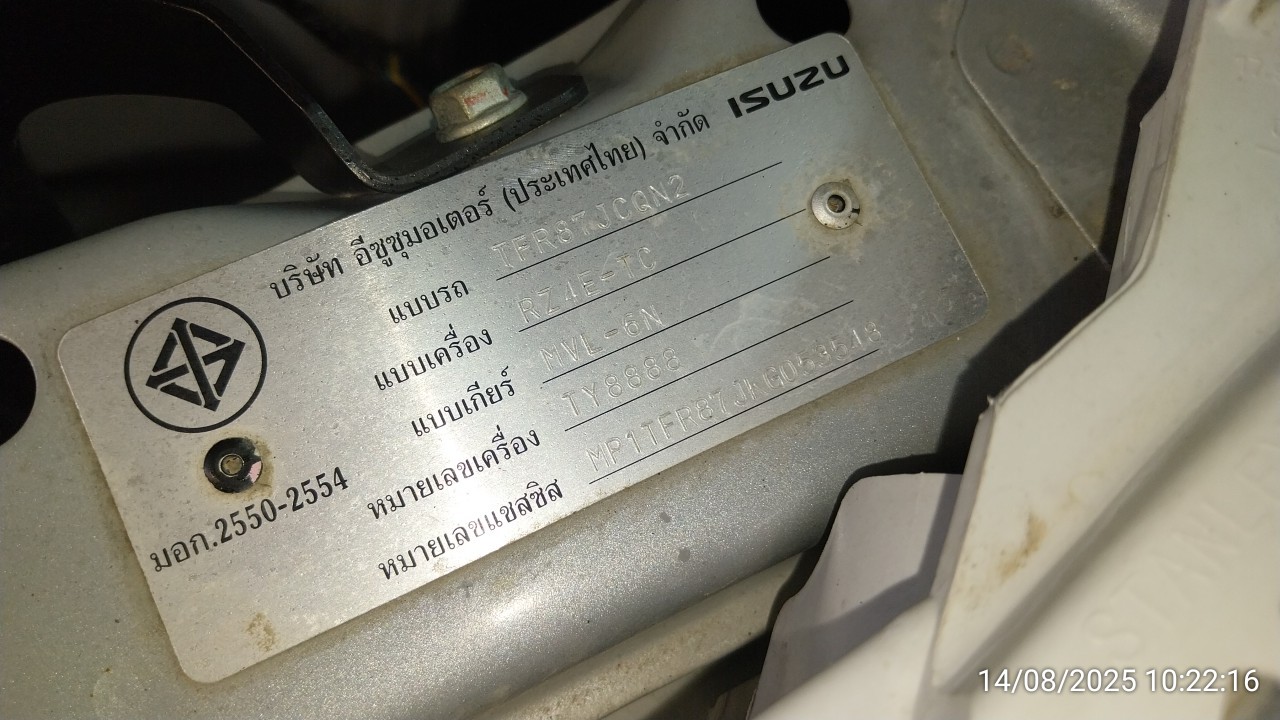 ISUZU
บริษัท อีซูซุมอเตอร์ (ประเทศไทย) จำกัด
แบบรถ TFR87JCQN2
แบบเครื่อง RZ4E-TC
แบบเกียร์ MVL-6N
หมายเลขเครื่อง TY8888
หมายเลขแชสซิส
มอก.2550-2554
14/08/2025 10:22:16